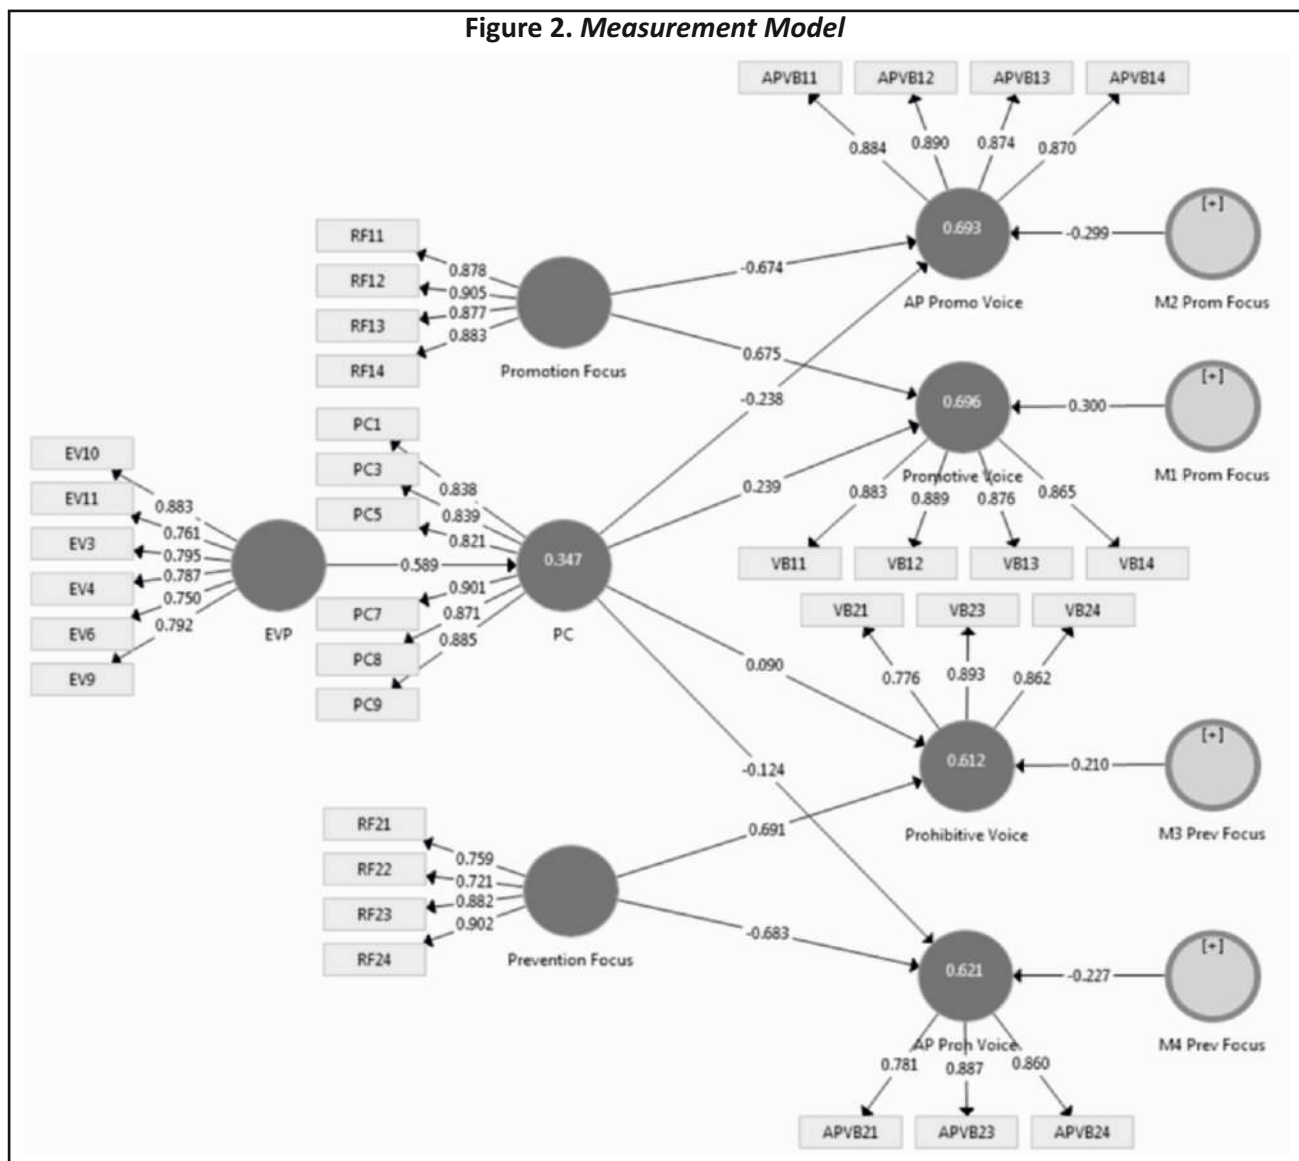 Figure 2. Measurement Model
APVB11 APVB12 APVB13 APVB14
0.884 0.890 0.874 0.870
[+]
0.693
-0.299
AP Promo Voice
M2 Prom Focus
RF11
RF12
RF13
RF14
0.878
0.905
0.877
0.883
Promotion Focus
-0.674
0.675
-0.238
0.239
[+]
0.696
0.300
Promotive Voice
M1 Prom Focus
0.883 0.889 0.876 0.865
VB11 VB12 VB13 VB14
EV10
EV11
EV3
EV4
EV6
EV9
0.883
0.761
0.795
0.787
0.750
0.792
EVP
0.589
PC1
PC3
PC5
PC7
PC8
PC9
0.838
0.839
0.821
0.901
0.871
0.885
0.347
PC
VB21 VB23 VB24
0.776 0.893 0.862
0.090
-0.124
[+]
0.612
0.210
Prohibitive Voice
M3 Prev Focus
RF21
RF22
RF23
RF24
0.759
0.721
0.882
0.902
Prevention Focus
0.691
-0.683
[+]
0.621
-0.227
AP Proh Voice
M4 Prev Focus
0.781 0.887 0.860
APVB21 APVB23 APVB24